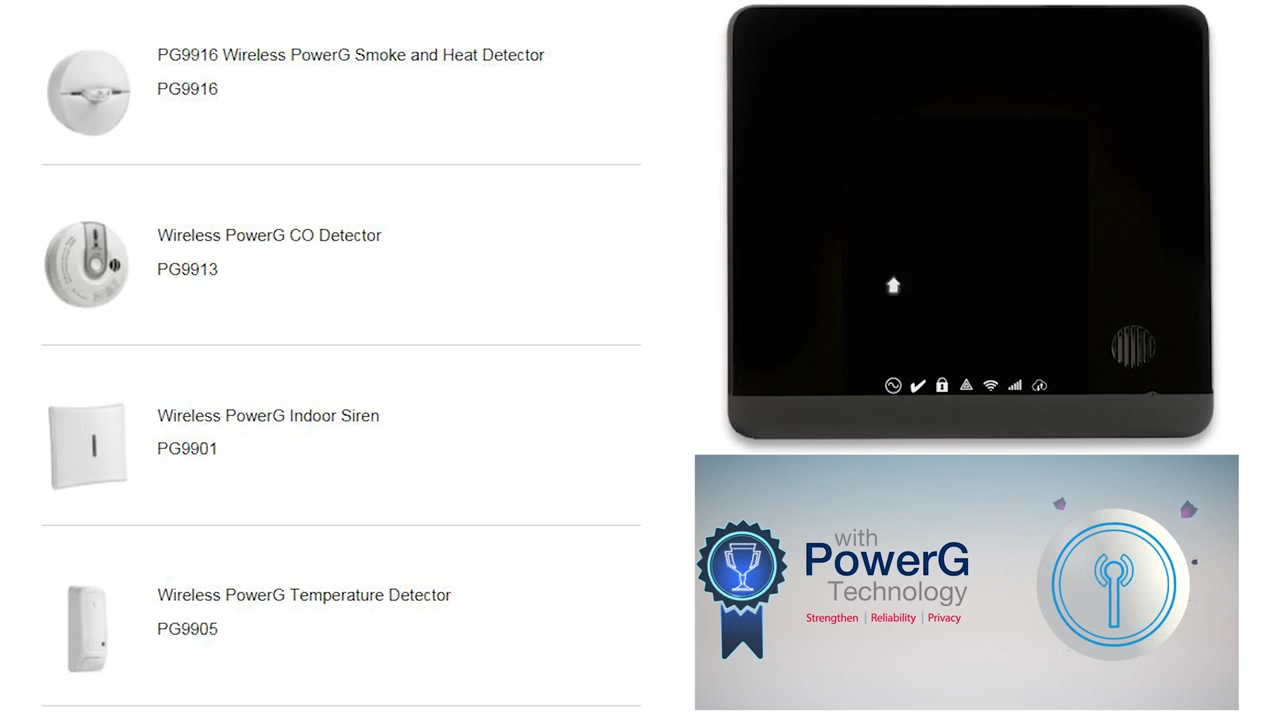 PG9916 Wireless PowerG Smoke and Heat Detector
PG9916
Wireless PowerG CO Detector
PG9913
Wireless PowerG Indoor Siren
PG9901
Wireless PowerG Temperature Detector
PG9905
with
PowerG
Technology
Strengthen | Reliability | Privacy